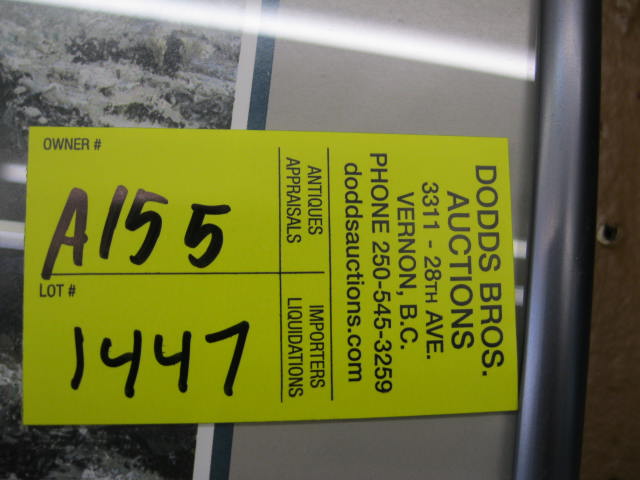 OWNER #
A155
LOT #
1447
DODDS BROS.
AUCTIONS
3311 - 28TH AVE.
VERNON, B.C.
PHONE 250-545-3259
doddsauctions.com
ANTIQUES
APPRAISALS
IMPORTERS
LIQUIDATIONS